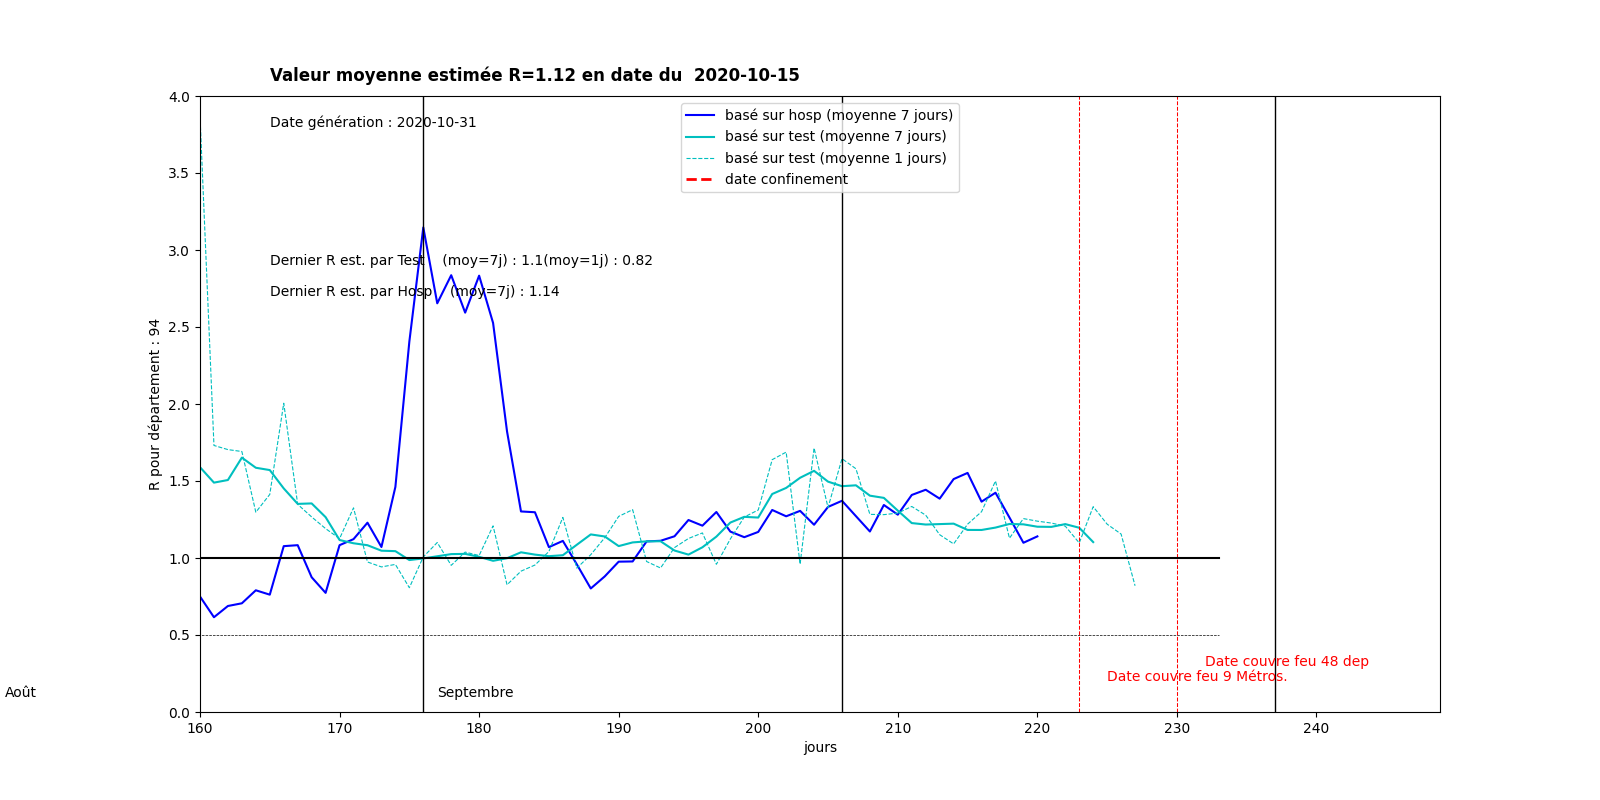 Valeur moyenne estimée R=1.12 en date du  2020-10-15
Date génération : 2020-10-31
basé sur hosp (moyenne 7 jours)
basé sur test (moyenne 7 jours)
basé sur test (moyenne 1 jours)
date confinement
Dernier R est. par Test    (moy=7j) : 1.1(moy=1j) : 0.82
Dernier R est. par Hosp    (moy=7j) : 1.14
R pour département : 94
4.0
3.5
3.0
2.5
2.0
1.5
1.0
0.5
0.0
Date couvre feu 48 dep
Date couvre feu 9 Métros.
Août
Septembre
160 170 180 190 200 210 220 230 240
jours